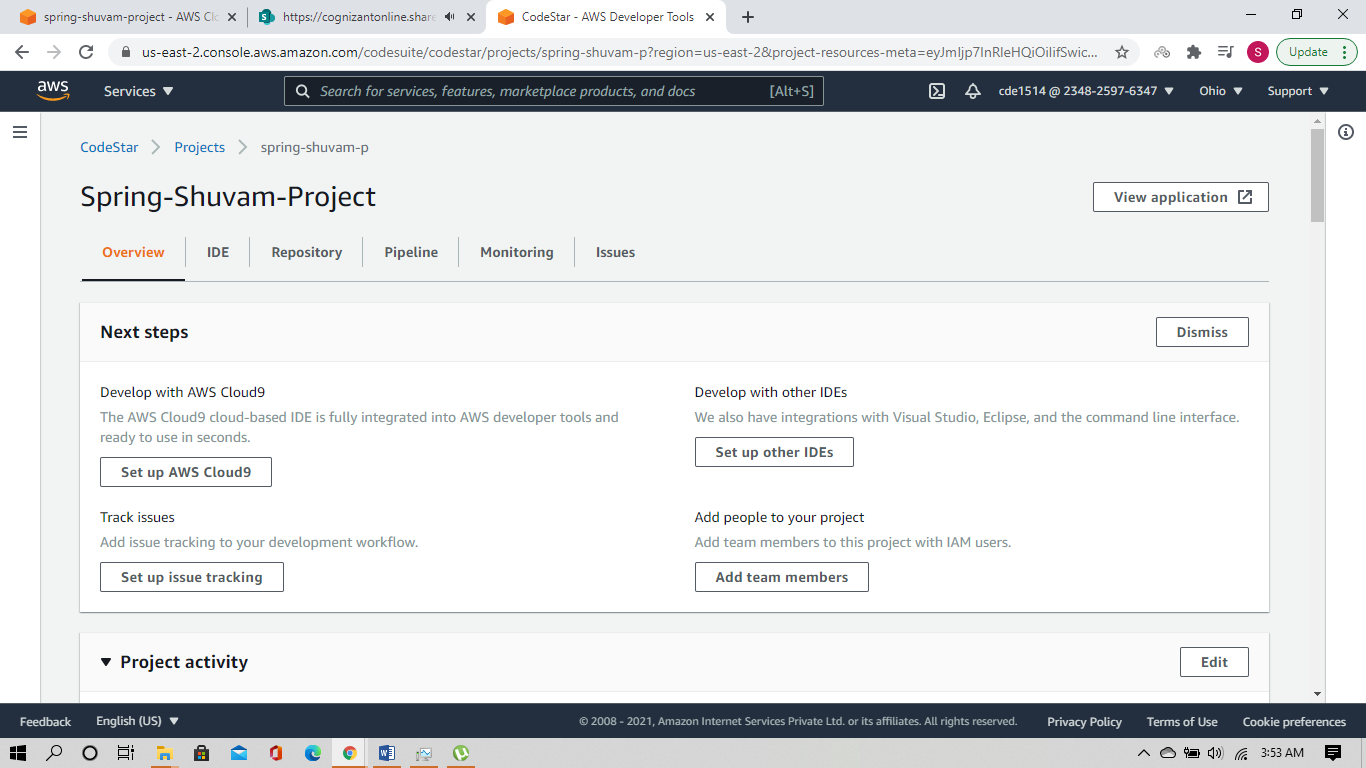 spring-shuvam-project - AWS Clo
https://cognizantonline.share
CodeStar - AWS Developer Tools
us-east-2.console.aws.amazon.com/codesuite/codestar/projects/spring-shuvam-p?region=us-east-2&project-resources-meta=eyJmIjp7InRleHQiOiIifSwic...
S
Update
aws
Services
Search for services, features, marketplace products, and docs
[Alt+S]
cde1514 @ 2348-2597-6347
Ohio
Support
CodeStar
Projects
spring-shuvam-p
Spring-Shuvam-Project
View application
Overview
IDE
Repository
Pipeline
Monitoring
Issues
Next steps
Dismiss
Develop with AWS Cloud9
The AWS Cloud9 cloud-based IDE is fully integrated into AWS developer tools and
ready to use in seconds.
Set up AWS Cloud9
Develop with other IDEs
We also have integrations with Visual Studio, Eclipse, and the command line interface.
Set up other IDEs
Track issues
Add issue tracking to your development workflow.
Set up issue tracking
Add people to your project
Add team members to this project with IAM users.
Add team members
Project activity
Edit
Feedback
English (US)
© 2008 - 2021, Amazon Internet Services Private Ltd. or its affiliates. All rights reserved.
Privacy Policy
Terms of Use
Cookie preferences
3:53 AM